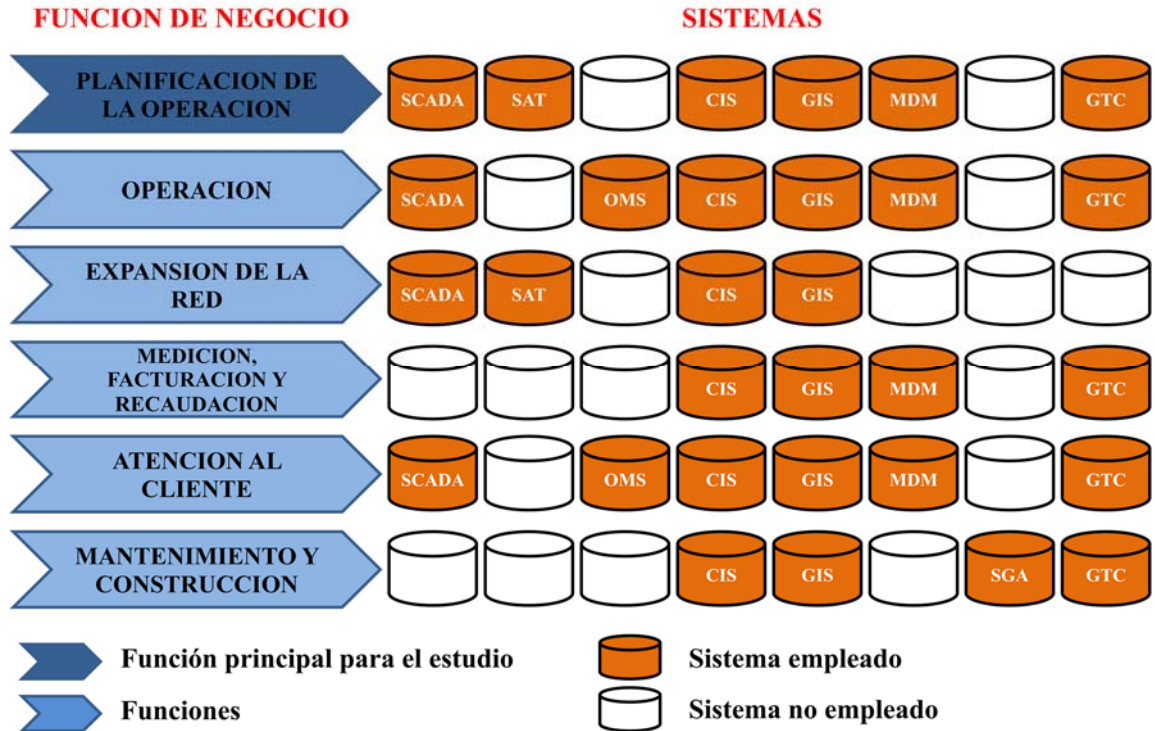 FUNCION DE NEGOCIO
SISTEMAS
PLANIFICACION DE
LA OPERACION
SCADA SAT CIS GIS MDM GTC
OPERACION
SCADA OMS CIS GIS MDM GTC
EXPANSION DE LA
RED
SCADA SAT CIS GIS
MEDICION,
FACTURACION Y
RECAUDACION
CIS GIS MDM GTC
ATENCION AL
CLIENTE
SCADA OMS CIS GIS MDM GTC
MANTENIMIENTO Y
CONSTRUCCION
CIS GIS SGA GTC
Función principal para el estudio
Sistema empleado
Funciones
Sistema no empleado